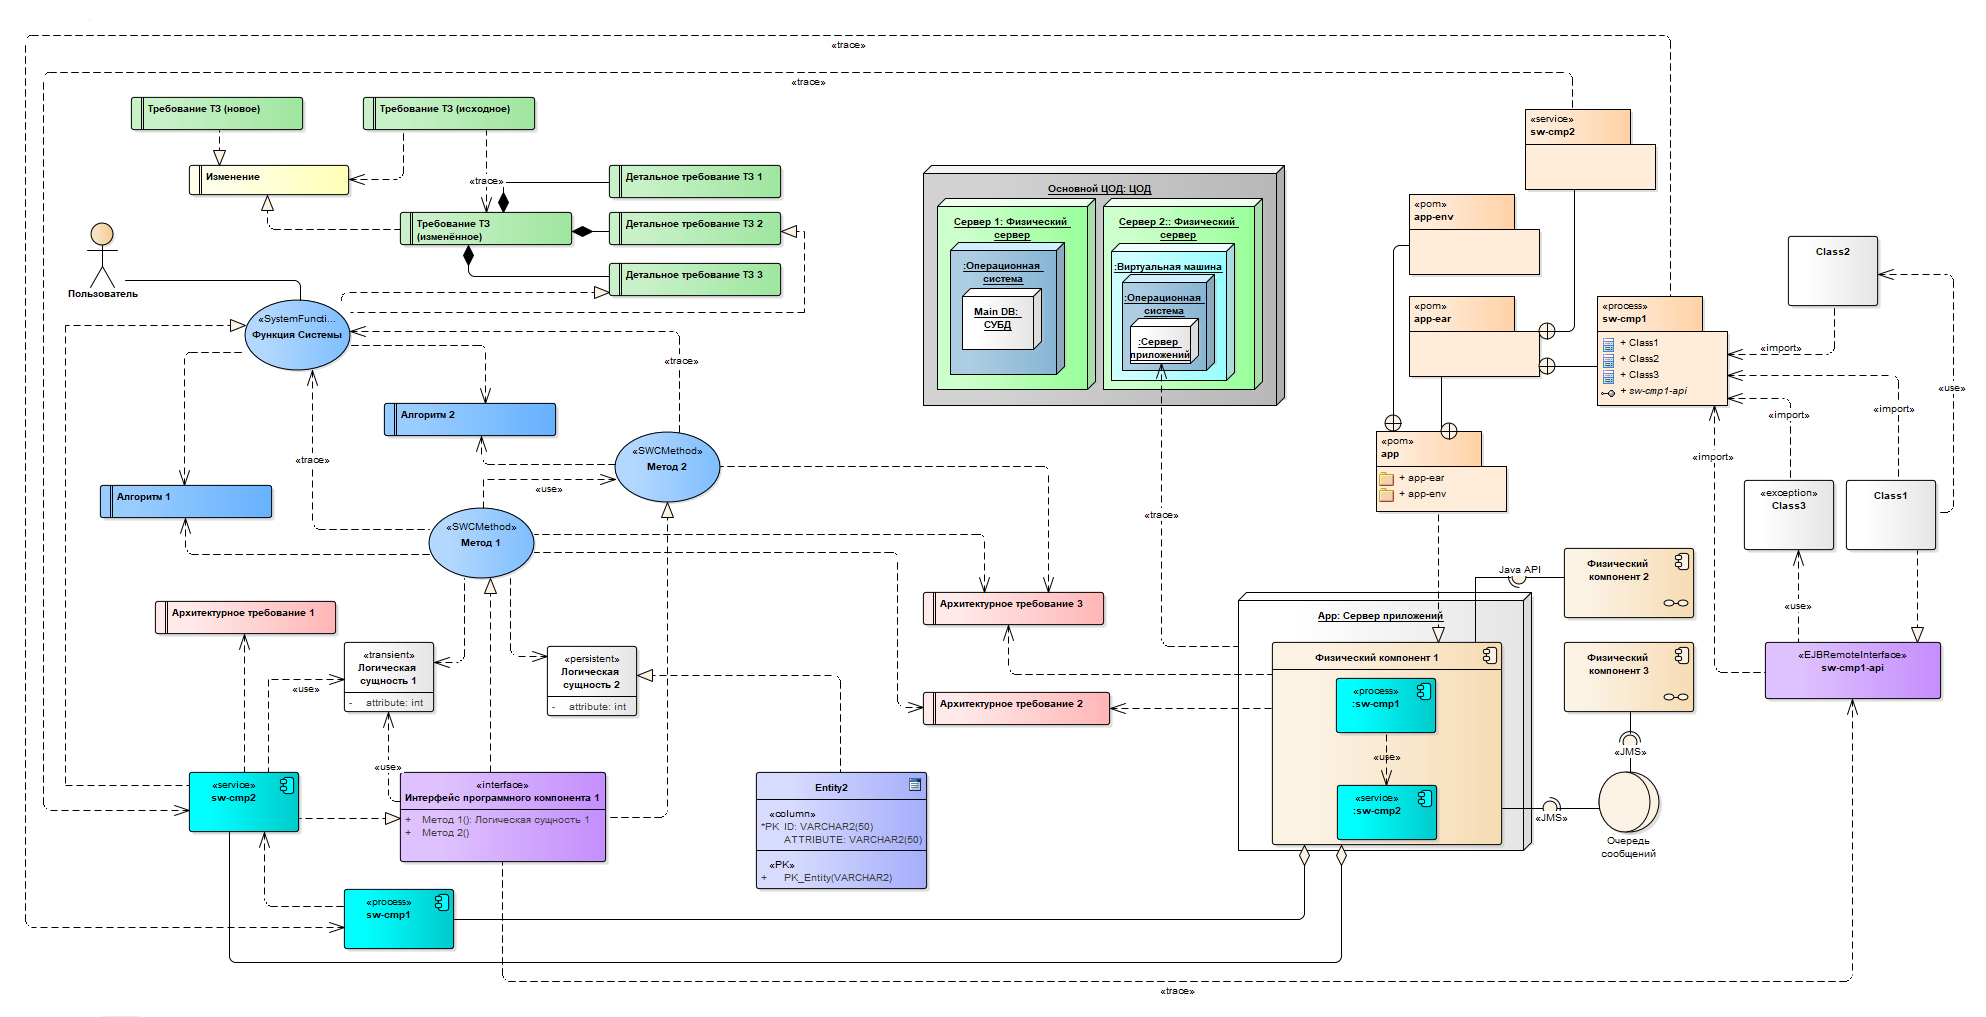 «trace»
«trace»
Требование ТЗ (новое)
Требование ТЗ (исходное)
«service»
sw-cmp2
Изменение
«trace»
Детальное требование ТЗ 1
Основной ЦОД: ЦОД
«pom»
app-env
Требование ТЗ
(изменённое)
Детальное требование ТЗ 2
Сервер 1: Физический
сервер
Сервер 2:: Физический
сервер
Class2
:Операционная
система
:Виртуальная машина
Детальное требование ТЗ 3
Пользователь
:Операционная
система
Main DB:
СУБД
:Сервер
приложений
«pom»
app-ear
«process»
sw-cmp1
+ Class1
+ Class2
+ Class3
+ sw-cmp1-api
«SystemFuncti...
Функция Системы
«trace»
«import»
«use»
«import»
«import»
«import»
Алгоритм 2
«pom»
app
+ app-ear
+ app-env
«SWCMethod»
Метод 2
«trace»
«use»
Алгоритм 1
«exception»
Class3
Class1
«trace»
«SWCMethod»
Метод 1
Java API
Физический
компонент 2
Архитектурное требование 1
Архитектурное требование 3
«use»
App: Сервер приложений
«transient»
Логическая
сущность 1
- attribute: int
«persistent»
Логическая
сущность 2
- attribute: int
Физический компонент 1
Физический
компонент 3
«EJBRemoteInterface»
sw-cmp1-api
«use»
Архитектурное требование 2
«process»
:sw-cmp1
«use»
«JMS»
«use»
«service»
sw-cmp2
«interface»
Интерфейс программного компонента 1
+ Метод 1(): Логическая сущность 1
+ Метод 2()
Entity2
«column»
*PK ID: VARCHAR2(50)
ATTRIBUTE: VARCHAR2(50)
«PK»
+ PK_Entity(VARCHAR2)
«service»
:sw-cmp2
«JMS»
Очередь
сообщений
«process»
sw-cmp1
«trace»